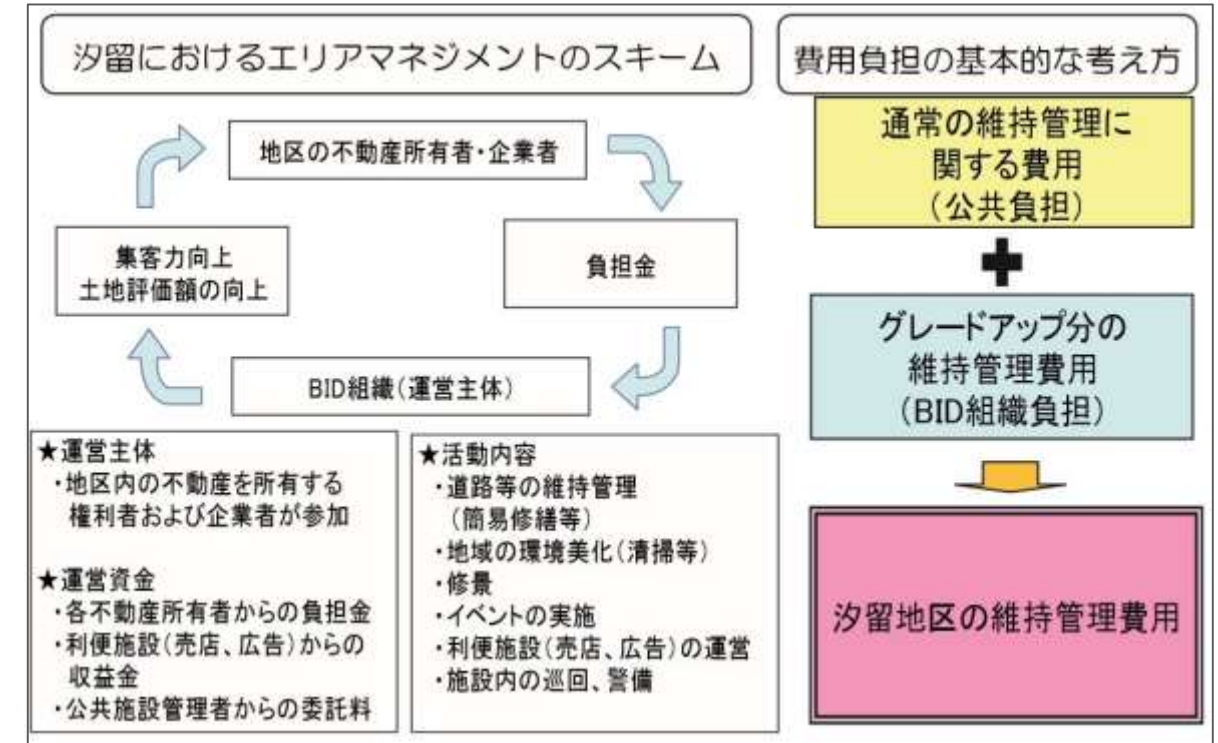 汐留におけるエリアマネジメントのスキーム
地区の不動産所有者・企業者
負担金
BID組織(運営主体)
集客力向上
土地評価額の向上
★運営主体
・地区内の不動産を所有する
権利者および企業者が参加
★運営資金
・各不動産所有者からの負担金
・利便施設(売店、広告)からの
収益金
・公共施設管理者からの委託料
★活動内容
・道路等の維持管理
(簡易修繕等)
・地域の環境美化(清掃等)
・修景
・イベントの実施
・利便施設(売店、広告)の運営
・施設内の巡回、警備
費用負担の基本的な考え方
通常の維持管理に
関する費用
(公共負担)
グレードアップ分の
維持管理費用
(BID組織負担)
汐留地区の維持管理費用